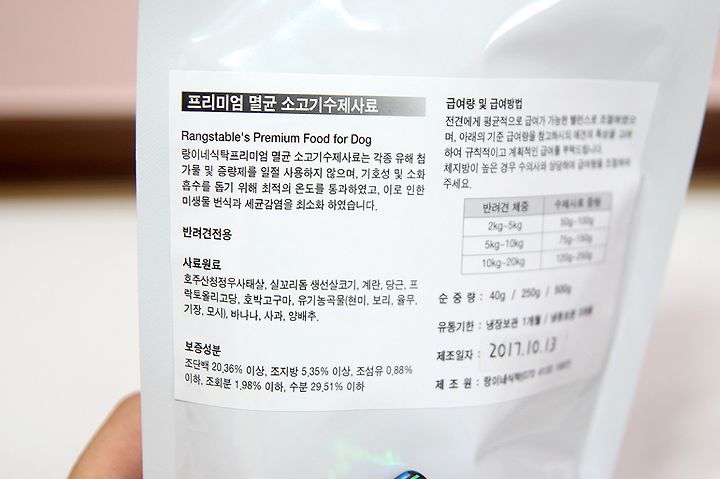 프리미엄 멸균 소고기수제사료
Rangstable's Premium Food for Dog
랑이네식탁프리미엄 멸균 소고기수제사료는 각종 유해 첨
가물 및 증량제를 일절 사용하지 않으며, 기호성 및 소화
흡수를 돕기 위해 최적의 온도를 통과하였고, 이로 인한
미생물 번식과 세균감염을 최소화 하였습니다.
반려견전용
사료원료
호주산청정우사태살, 실꼬리돔 생선살코기, 계란, 당근, 프
락토올리고당, 호박고구마, 유기농곡물(현미, 보리, 율무,
기장, 모시), 바나나, 사과, 양배추.
보증성분
조단백 20,36% 이상, 조지방 5,35% 이상, 조섬유 0,88%
이하, 조회분 1,98% 이하, 수분 29,51% 이하
급여량 및 급여방법
전견에게 평균적으로 급여가 가능한 밸런스로 조절
며, 아래의 기준 급여량을 참고하시되 애견의 특성을 고려
하여 규칙적이고 계획적인 급여를 부탁드립니다.
체지방이 높은 경우 수의사와 상담하여 급여량을 조절하여
주세요.
반려견 체중 수제사료 중량
2kg~5kg 50g~100g
5kg~10kg 75g~150g
10kg~20kg 120g~250g
순 중 량 : 40g / 250g / 500g
유통기한 : 냉장보관 1개월 / 냉동보관
제조일자 : 2017.10.13
제 조 원 : 랑이네식탁